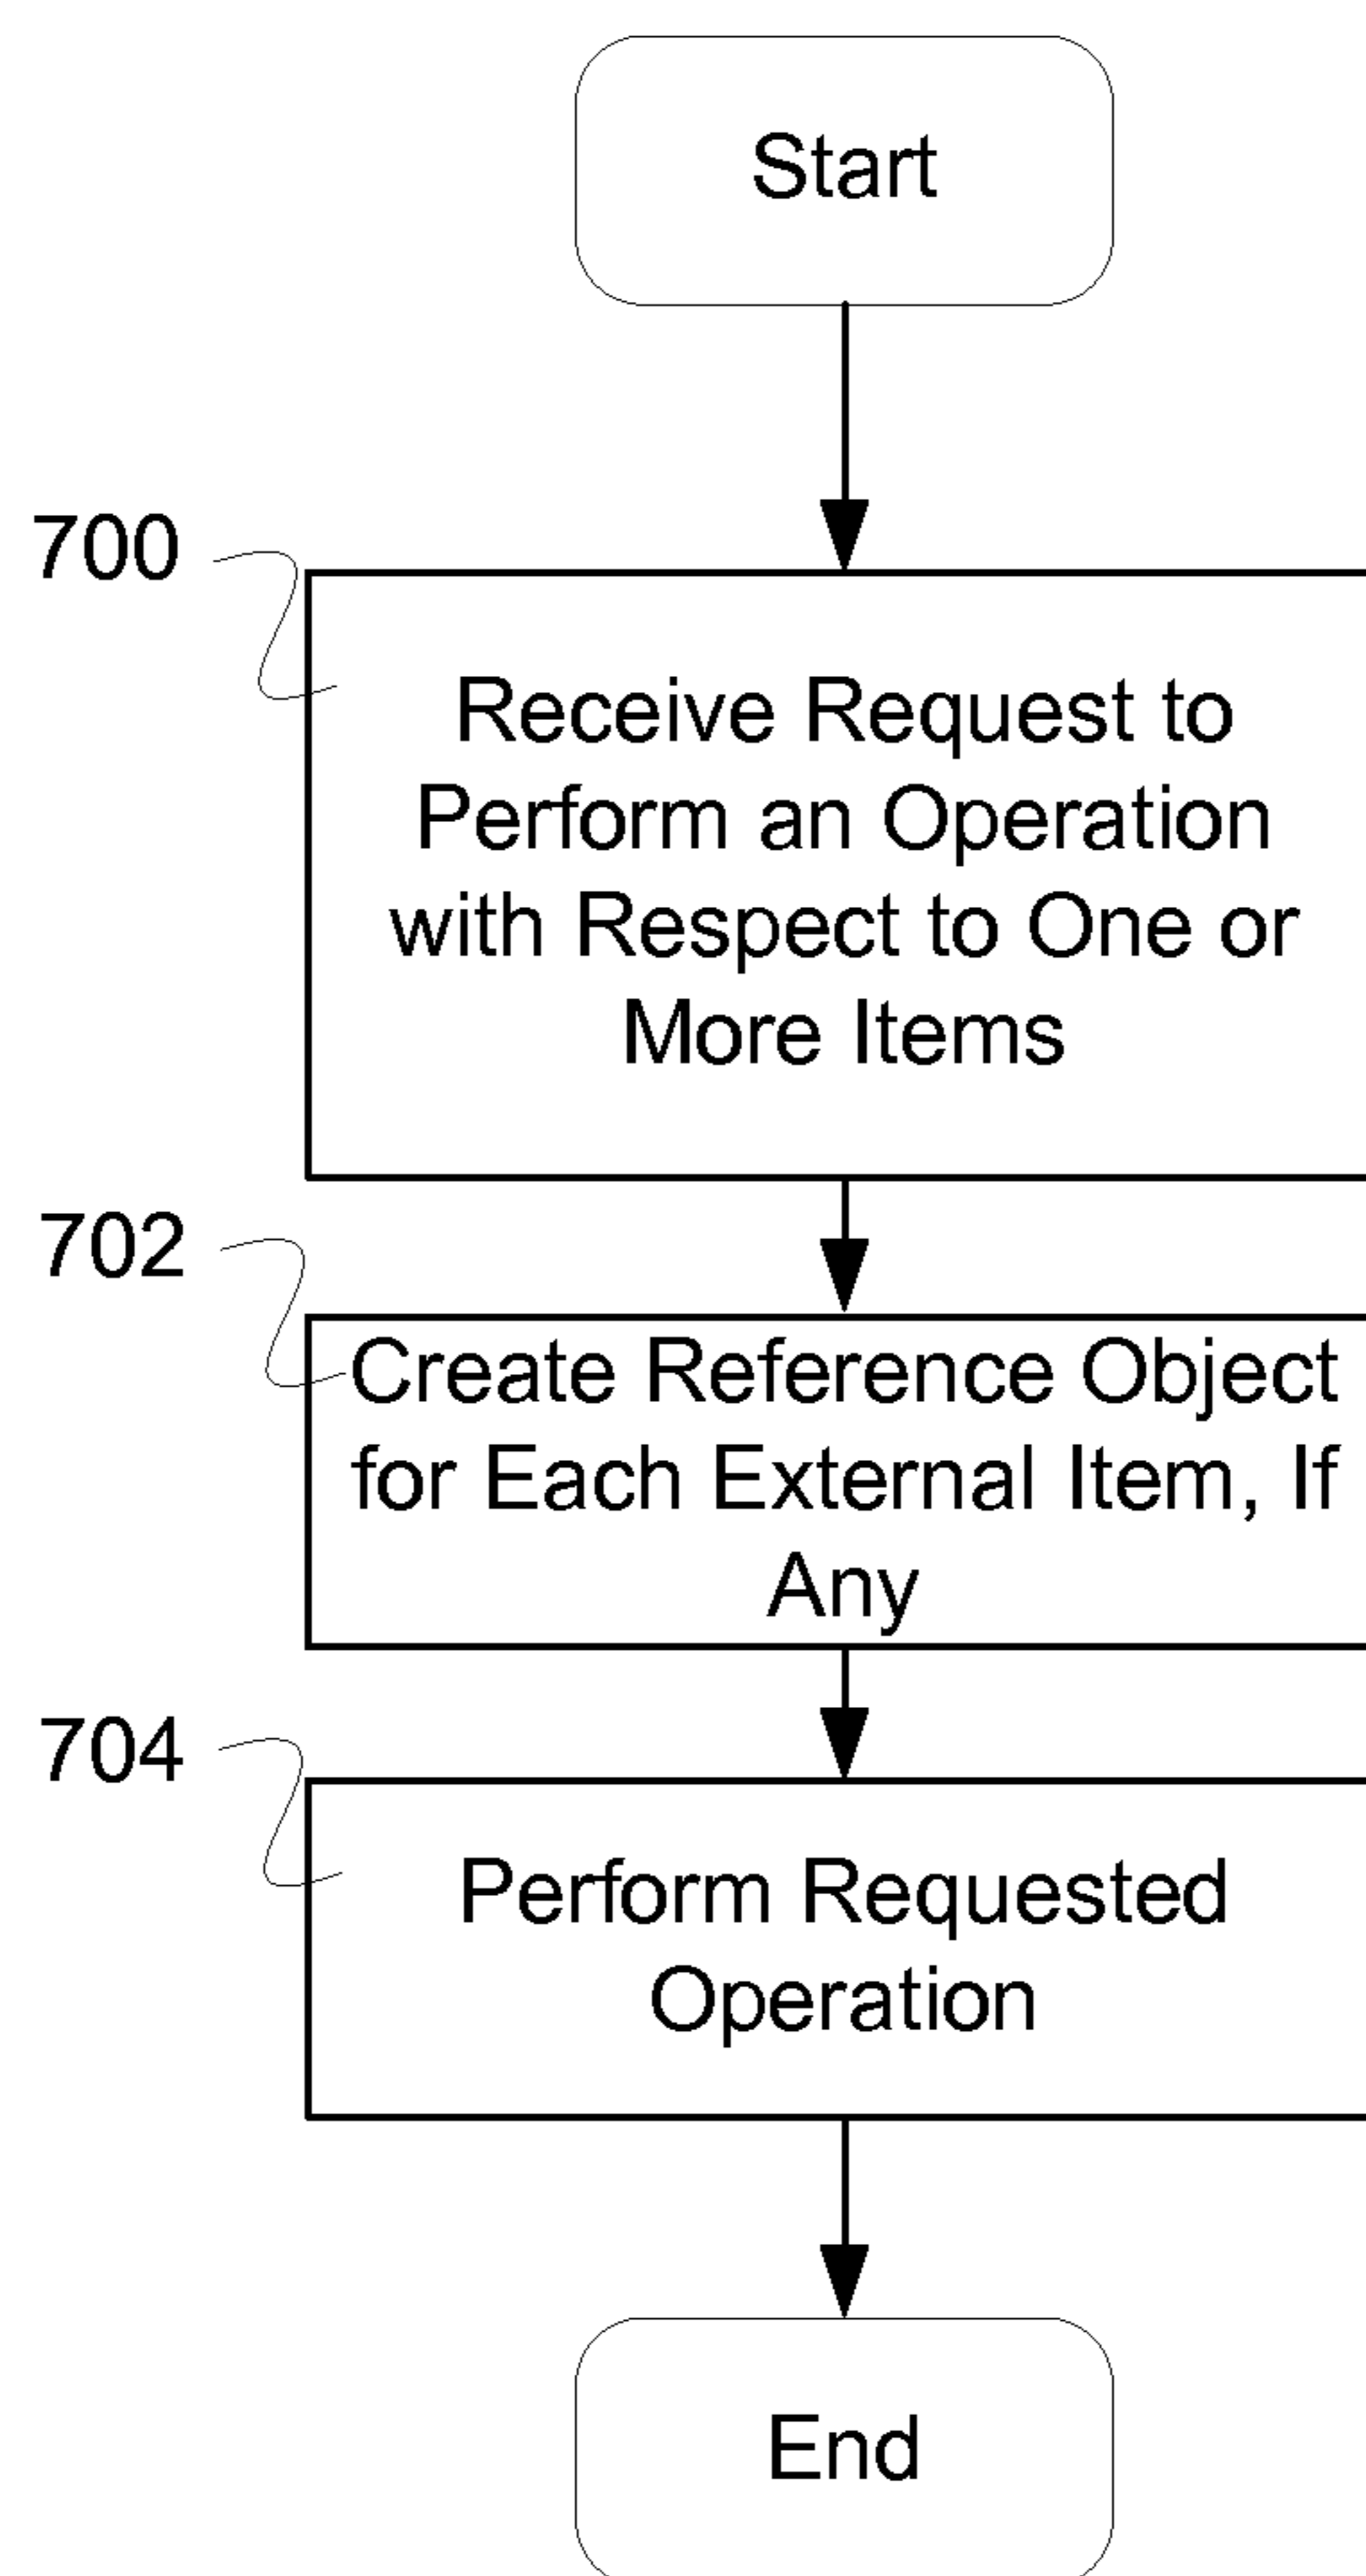 Start
700
Receive Request to
Perform an Operation
with Respect to One or
More Items
702
Create Reference Object
for Each External Item, If
Any
704
Perform Requested
Operation
End